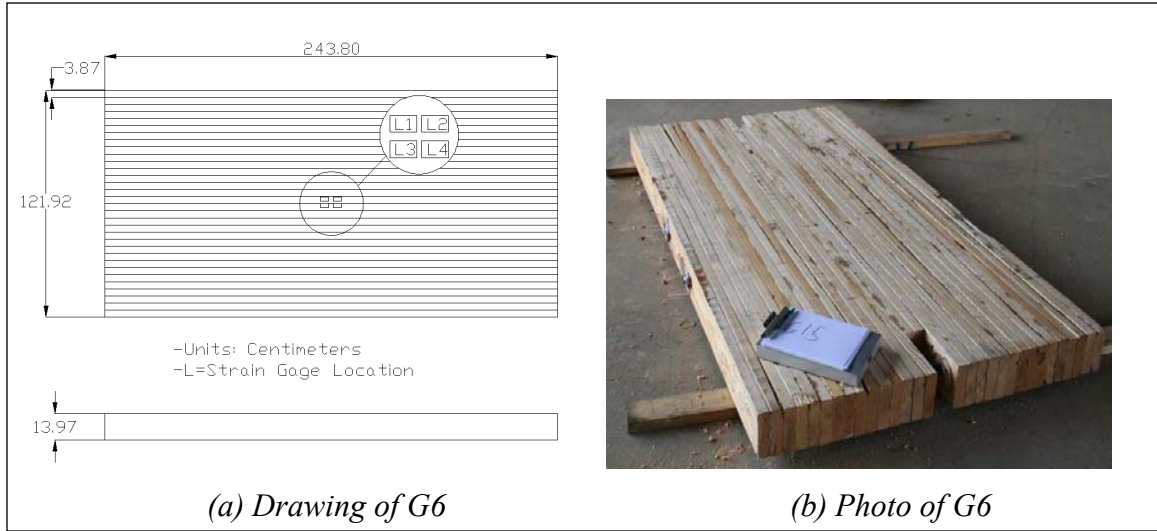 243.80
3.87
L1 L2
L3 L4
121.92
-Units: Centimeters
-L=Strain Gage Location
13.97
(a) Drawing of G6
(b) Photo of G6